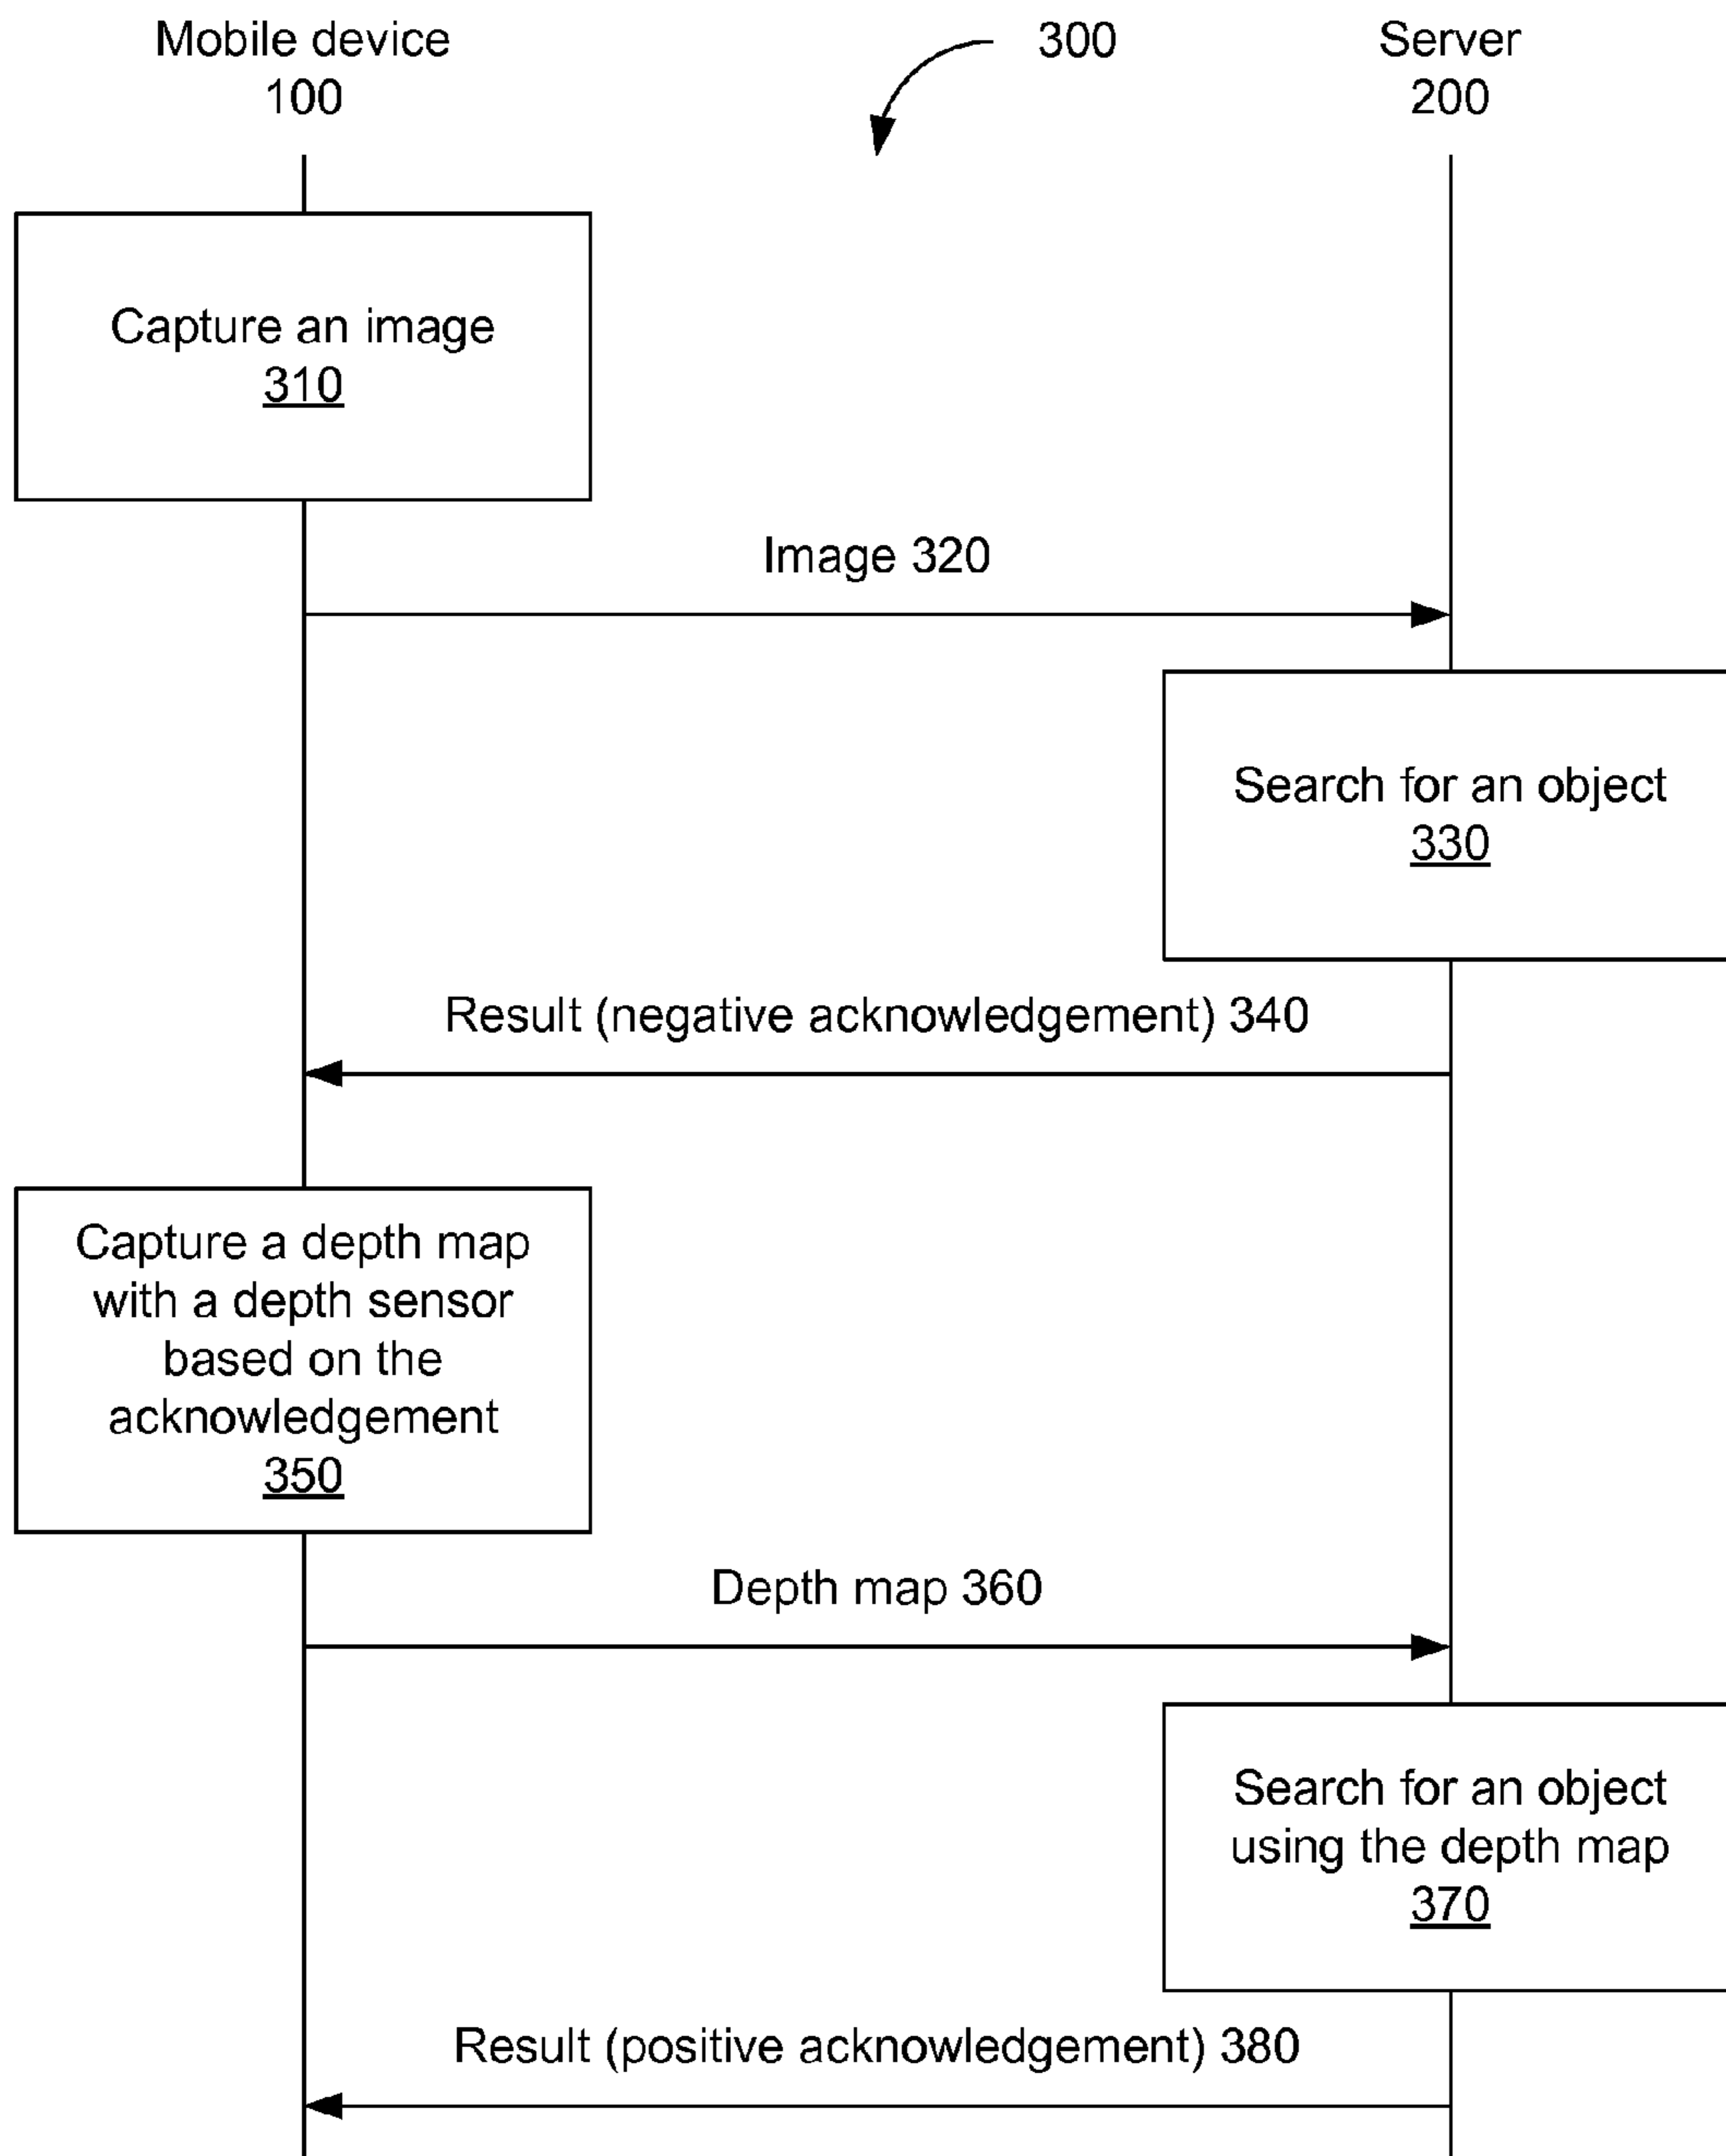 Mobile device
100
300
Server
200
Capture an image
310
Image 320
Search for an object
330
Result (negative acknowledgement) 340
Capture a depth map
with a depth sensor
based on the
acknowledgement
350
Depth map 360
Search for an object
using the depth map
370
Result (positive acknowledgement) 380